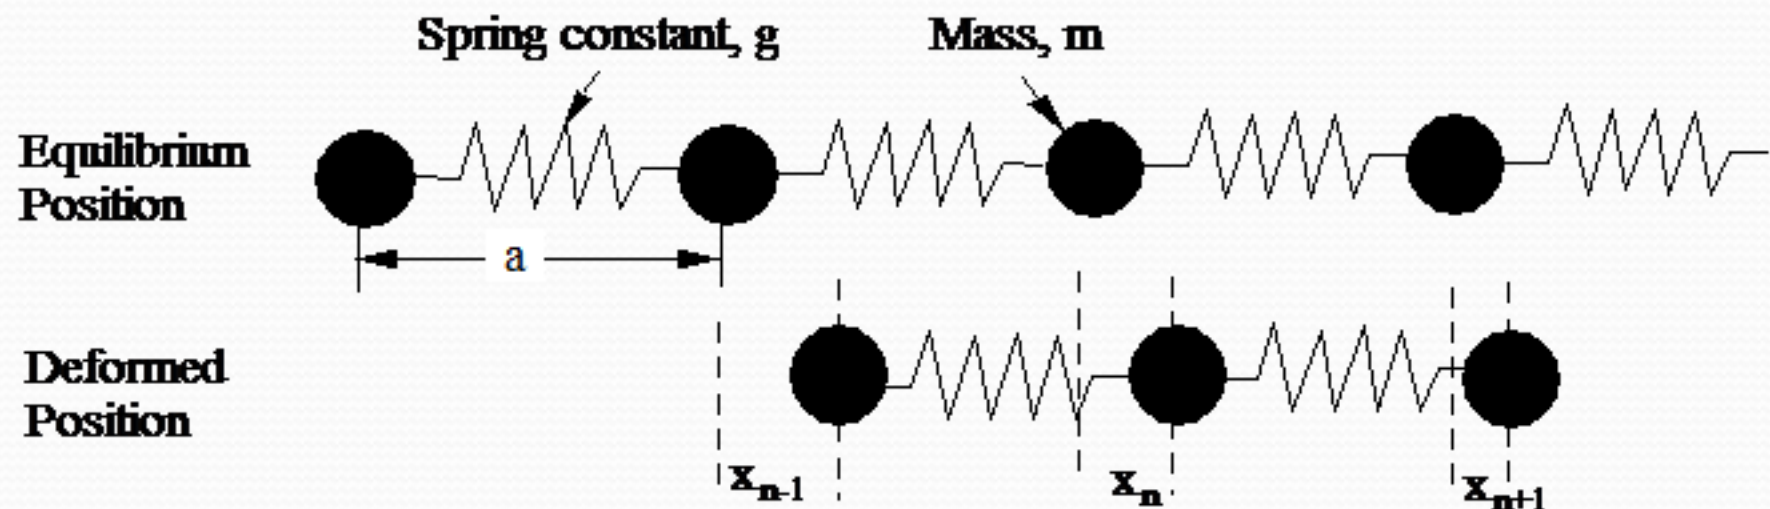 Spring constant, g
Mass, m
Equilibrium
Position
a
Deformed
Position
xₙ₋₁
xₙ
xₙ₊₁